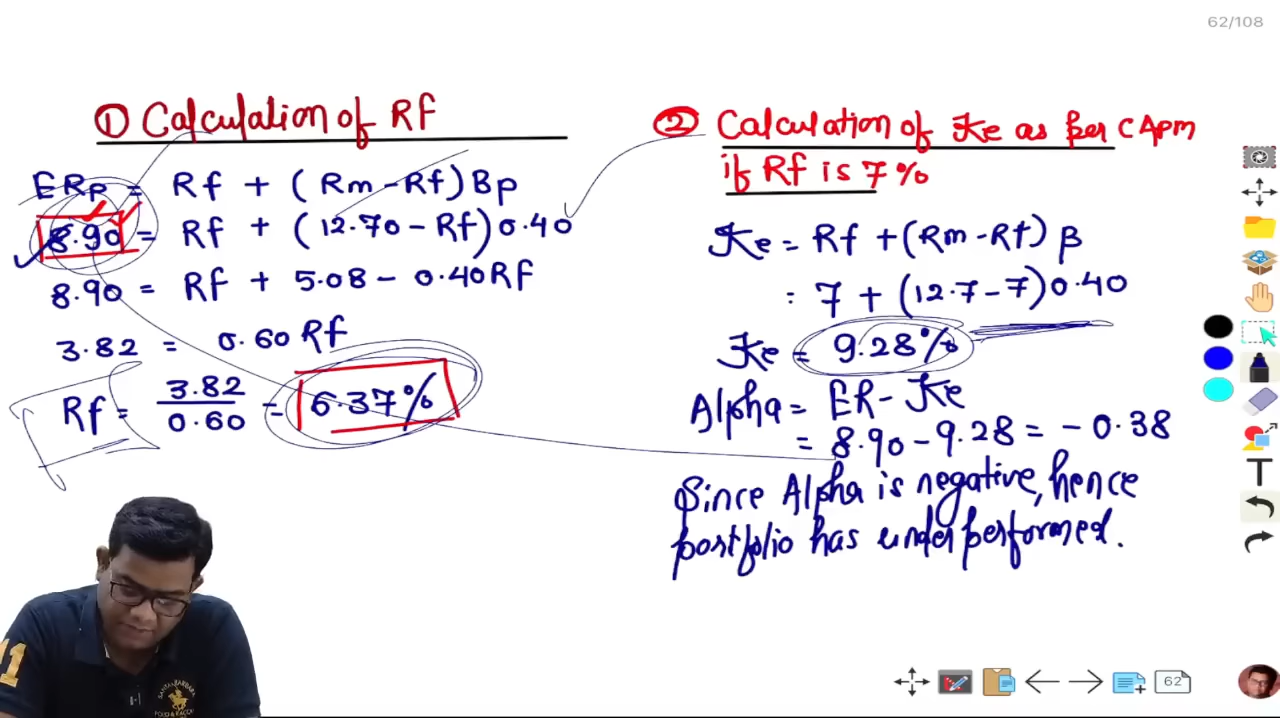 62/108
① Calculation of Rf
ERp = Rf + (Rm - Rf) Bp
8.90 = Rf + (12.70 - Rf) 0.40
8.90 = Rf + 5.08 - 0.40Rf
3.82 = 0.60 Rf
Rf = 3.82/0.60 = 6.37%
② Calculation of Ke as per CApm
if Rf is 7%
Ke = Rf + (Rm - Rf) β
= 7 + (12.7 - 7) 0.40
Ke = 9.28%
Alpha = ER - Ke
= 8.90 - 9.28 = - 0.38
Since Alpha is negative, hence
portfolio has underperformed.
T
62